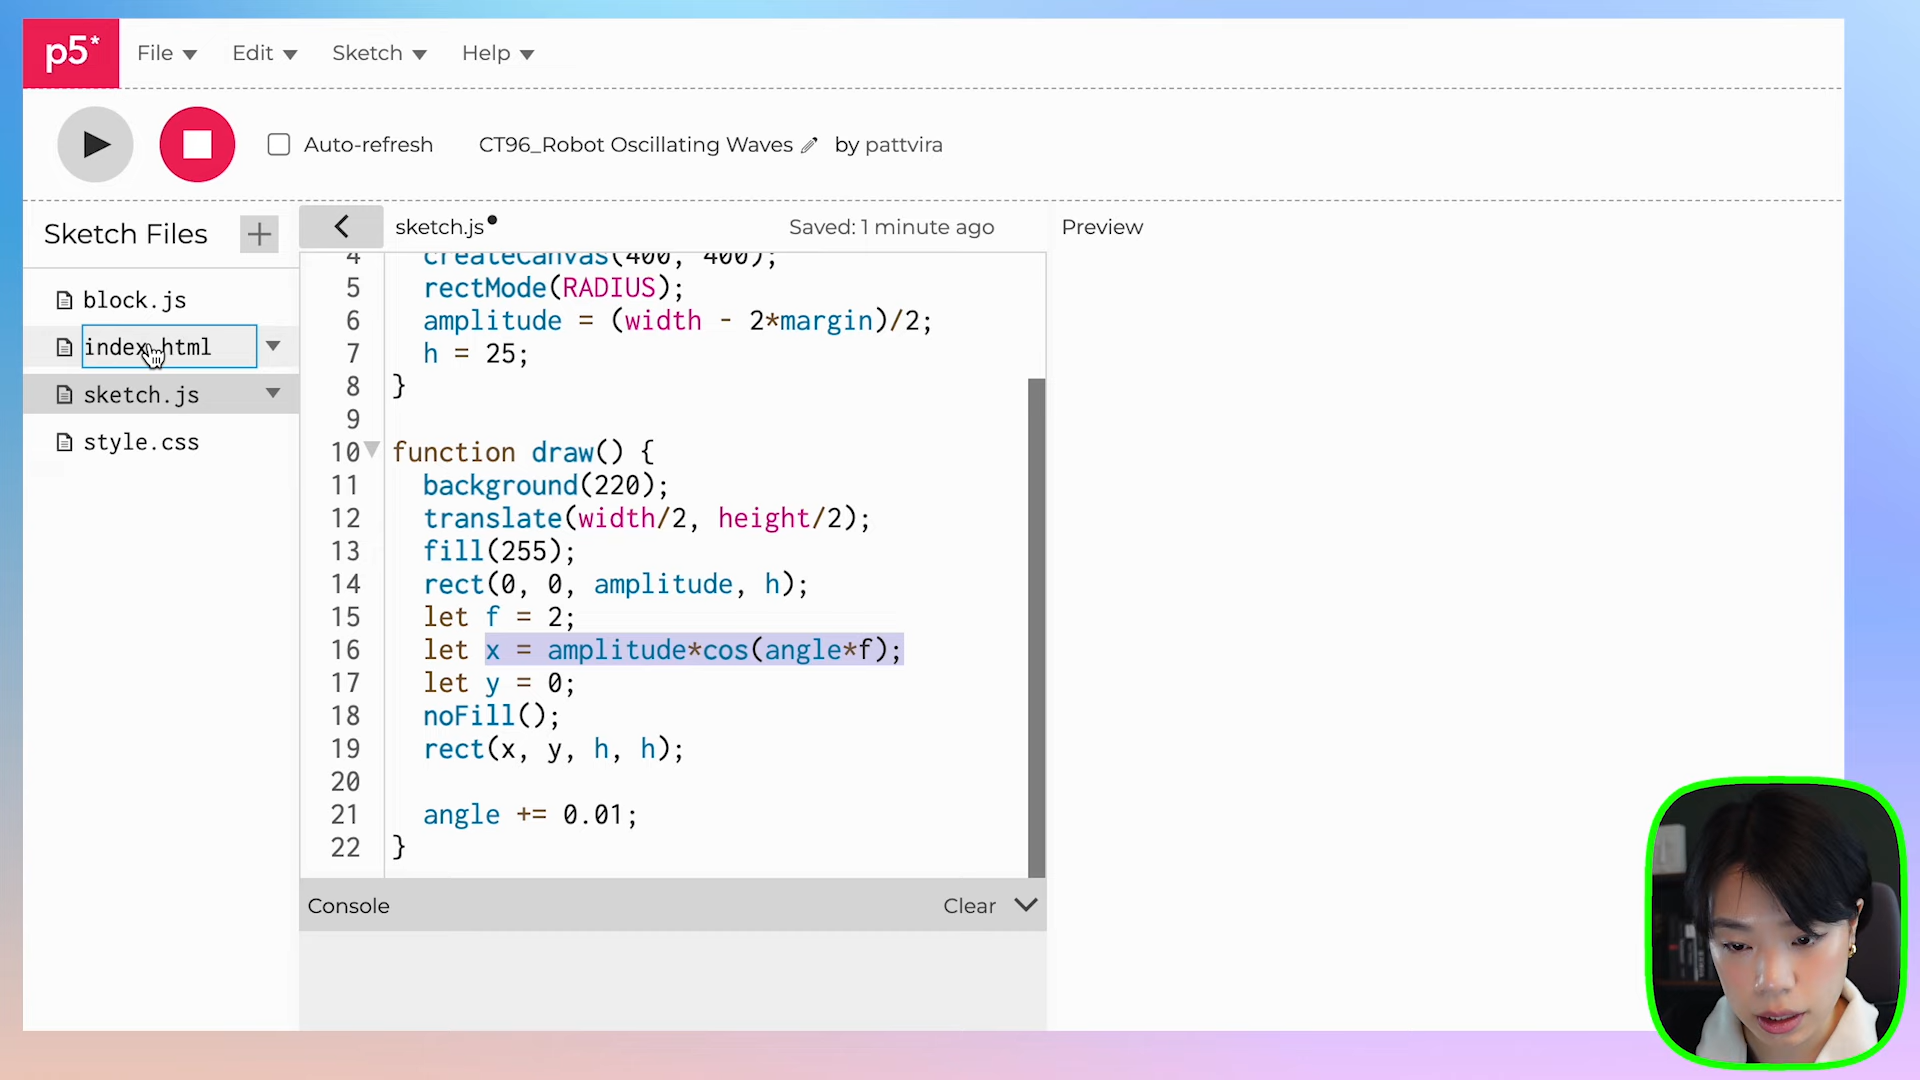 p5*
File Edit Sketch Help
Auto-refresh CT96_Robot Oscillating Waves by pattvira
Sketch Files + sketch.js Saved: 1 minute ago Preview
block.js
index.html
sketch.js
style.css
4 createCanvas(400, 400);
5 rectMode(RADIUS);
6 amplitude = (width - 2*margin)/2;
7 h = 25;
8 }
9
10 function draw() {
11 background(220);
12 translate(width/2, height/2);
13 fill(255);
14 rect(0, 0, amplitude, h);
15 let f = 2;
16 let x = amplitude*cos(angle*f);
17 let y = 0;
18 noFill();
19 rect(x, y, h, h);
20
21 angle += 0.01;
22 }
Console Clear